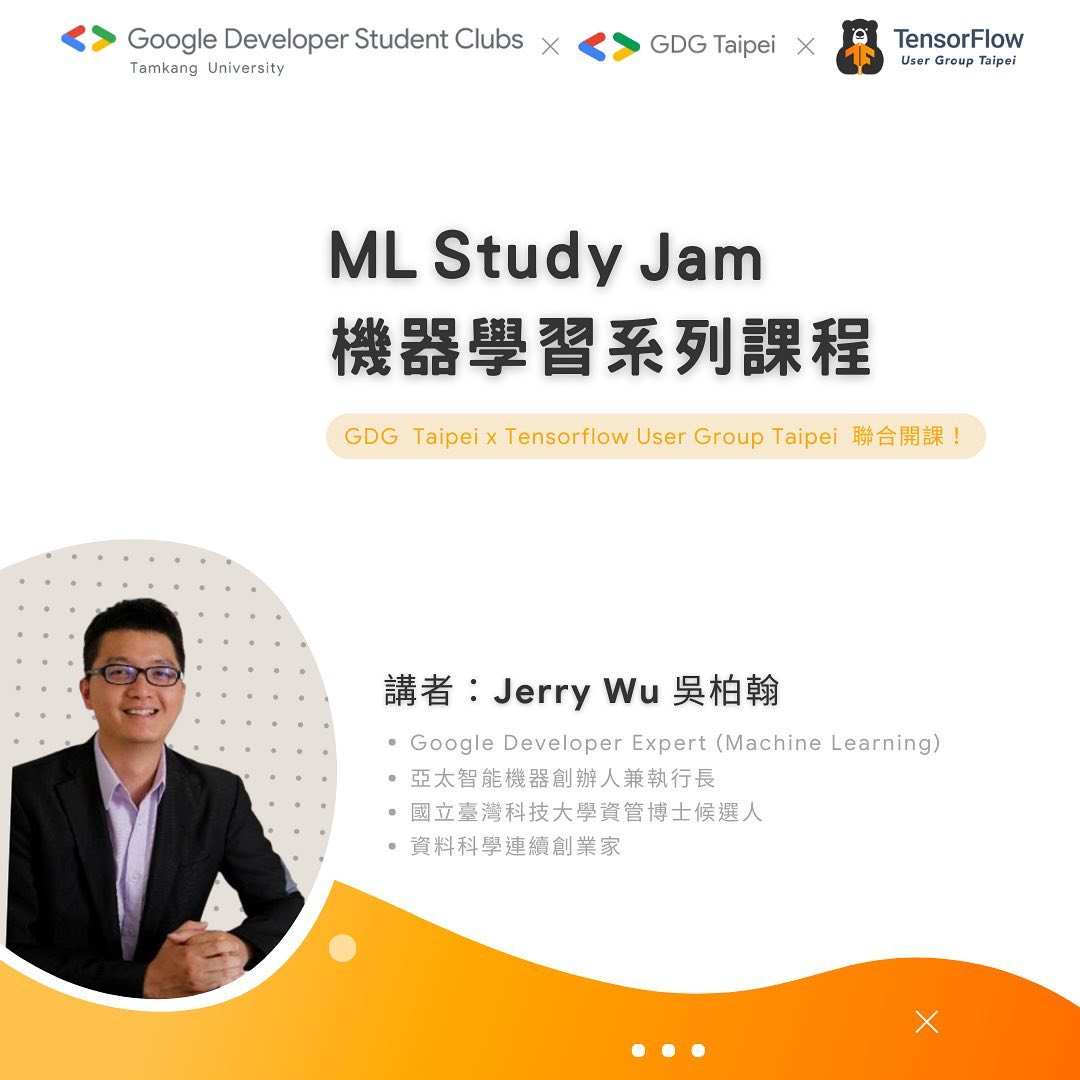 Google Developer Student Clubs × GDG Taipei × TensorFlow
Tamkang University
User Group Taipei
ML Study Jam
機器學習系列課程
GDG Taipei x Tensorflow User Group Taipei 聯合開課！
講者：Jerry Wu 吳柏翰
• Google Developer Expert (Machine Learning)
• 亞太智能機器創辦人兼執行長
• 國立臺灣科技大學資管博士候選人
• 資料科學連續創業家